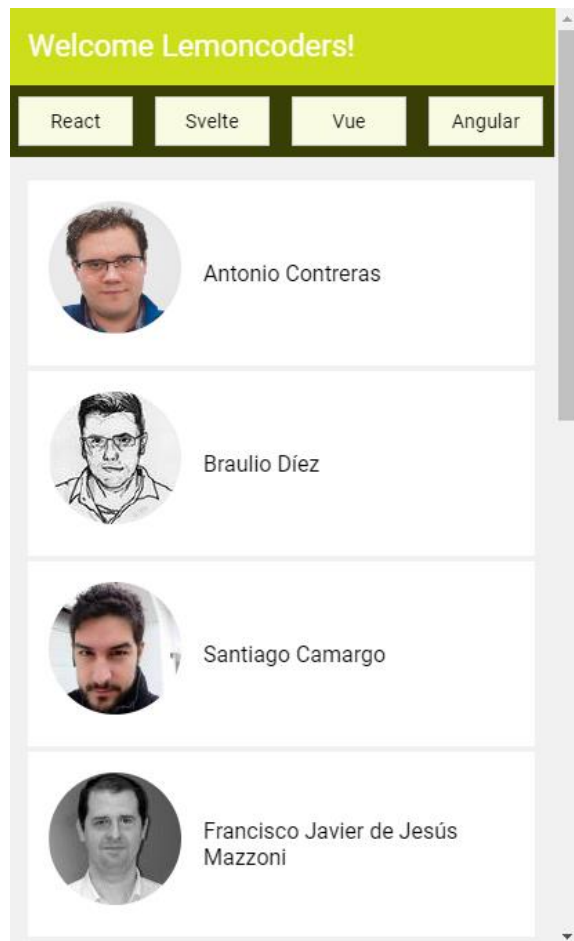 Welcome Lemoncoders!
React Svelte Vue Angular
Antonio Contreras
Braulio Díez
Santiago Camargo
Francisco Javier de Jesús
Mazzoni